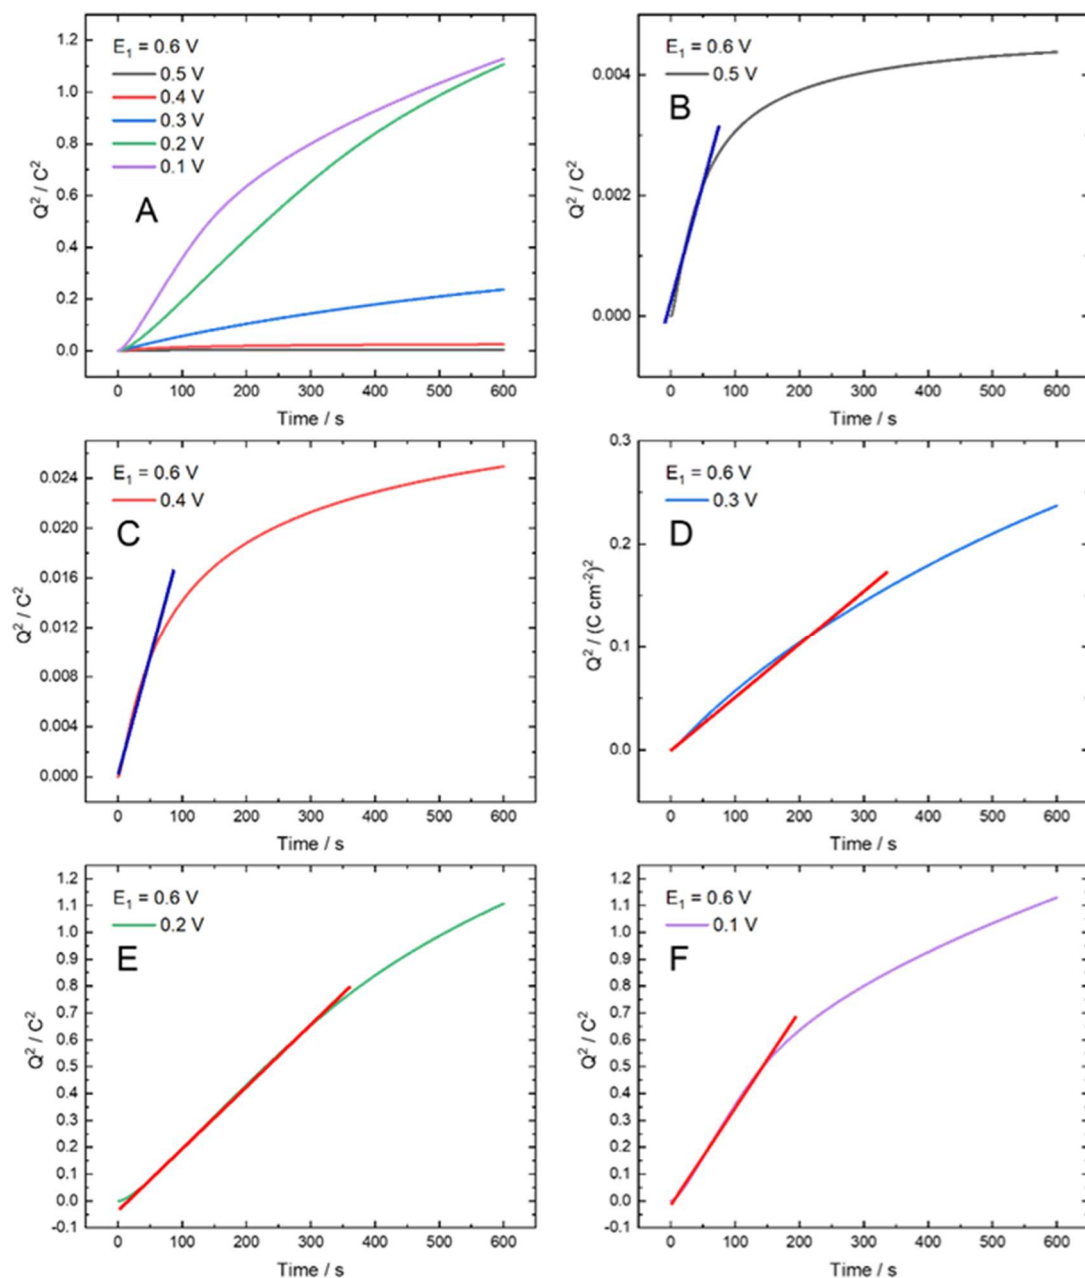 E₁ = 0.6 V
0.5 V
0.4 V
0.3 V
0.2 V
0.1 V
A
1.2
1.0
0.8
0.6
0.4
0.2
0.0
Q² / C²
0 100 200 300 400 500 600
Time / s
E₁ = 0.6 V
0.5 V
B
0.004
0.002
0.000
Q² / C²
0 100 200 300 400 500 600
Time / s
E₁ = 0.6 V
0.4 V
C
0.024
0.020
0.016
0.012
0.008
0.004
0.000
Q² / C²
0 100 200 300 400 500 600
Time / s
E₁ = 0.6 V
0.3 V
D
0.3
0.2
0.1
0.0
Q² / (C cm⁻²)²
0 100 200 300 400 500 600
Time / s
E₁ = 0.6 V
0.2 V
E
1.2
1.1
1.0
0.9
0.8
0.7
0.6
0.5
0.4
0.3
0.2
0.1
0.0
-0.1
Q² / C²
0 100 200 300 400 500 600
Time / s
E₁ = 0.6 V
0.1 V
F
1.2
1.1
1.0
0.9
0.8
0.7
0.6
0.5
0.4
0.3
0.2
0.1
0.0
-0.1
Q² / C²
0 100 200 300 400 500 600
Time / s